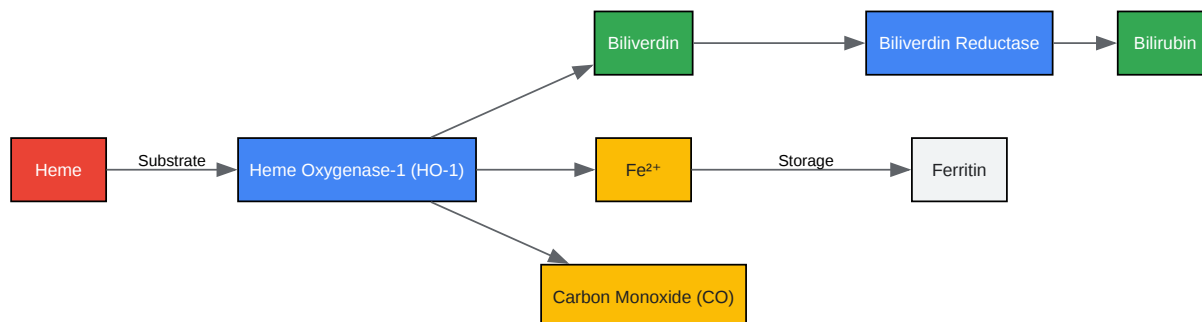 Biliverdin
Biliverdin Reductase
Bilirubin
Heme
Substrate
Heme Oxygenase-1 (HO-1)
Fe²⁺
Storage
Ferritin
Carbon Monoxide (CO)